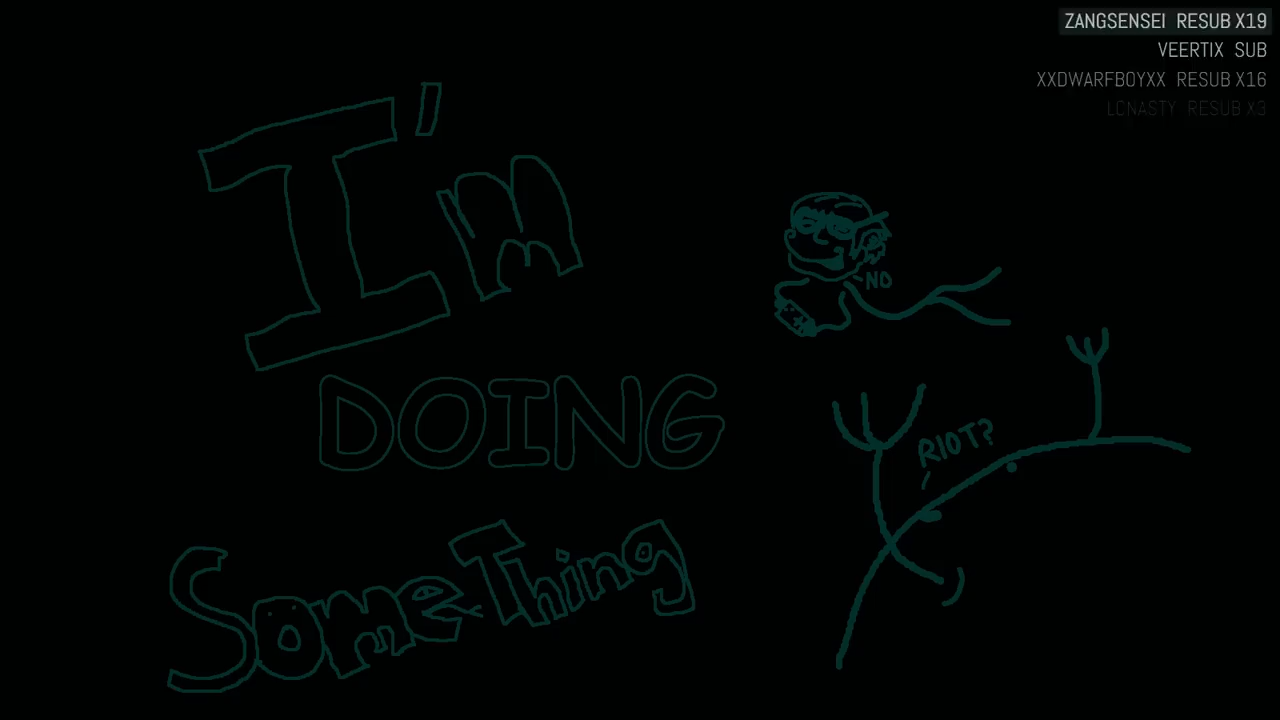 ZANGSENSEI RESUB X19
VEERTIX SUB
XXDWARFBOYXX RESUB X16
LCNASTY RESUB X3
I'm
DOING
SomeThing
NO
RIOT?